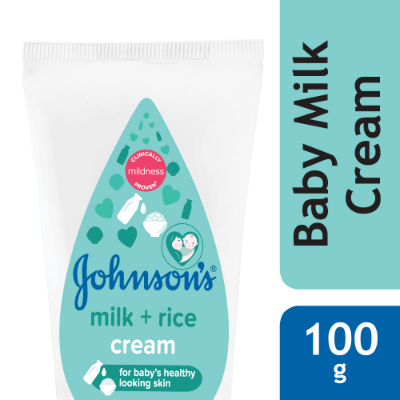 CLINICALLY
mildness
PROVEN*
Johnson's®
milk + rice
cream
for baby's healthy
looking skin
Baby Milk
Cream
100
g